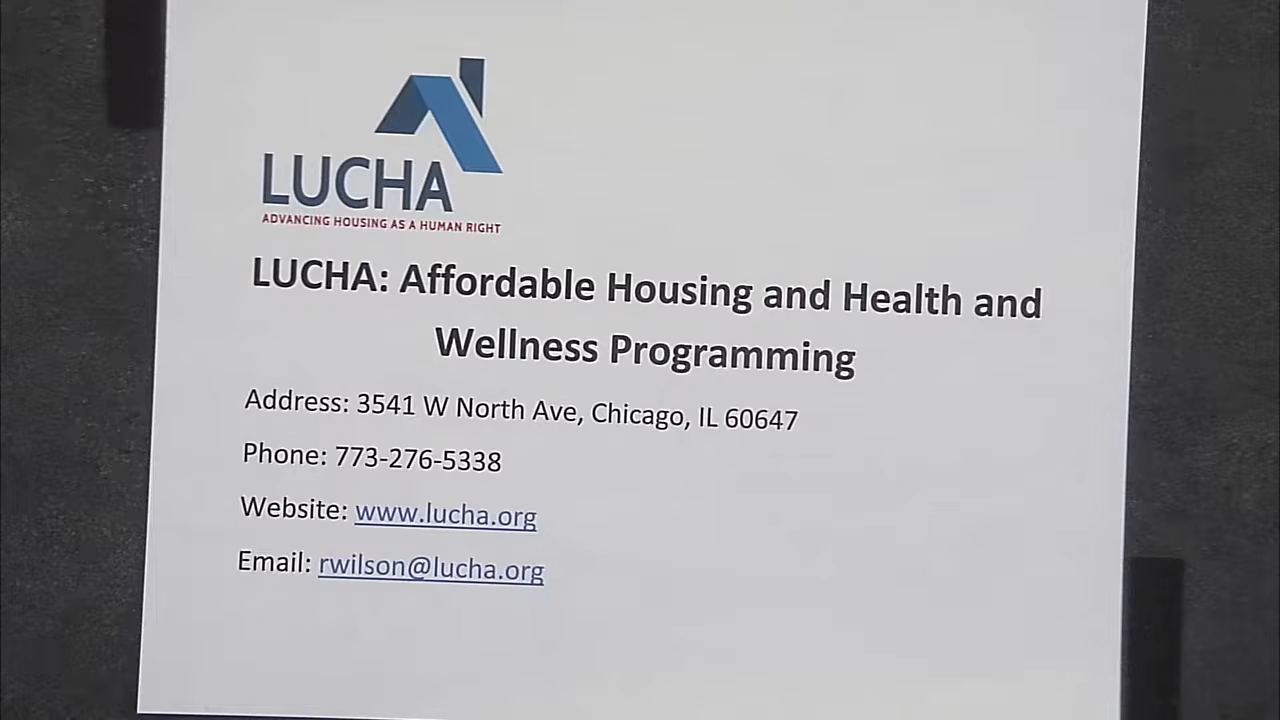 LUCHA
ADVANCING HOUSING AS A HUMAN RIGHT
LUCHA: Affordable Housing and Health and
Wellness Programming
Address: 3541 W North Ave, Chicago, IL 60647
Phone: 773-276-5338
Website: www.lucha.org
Email: rwilson@lucha.org